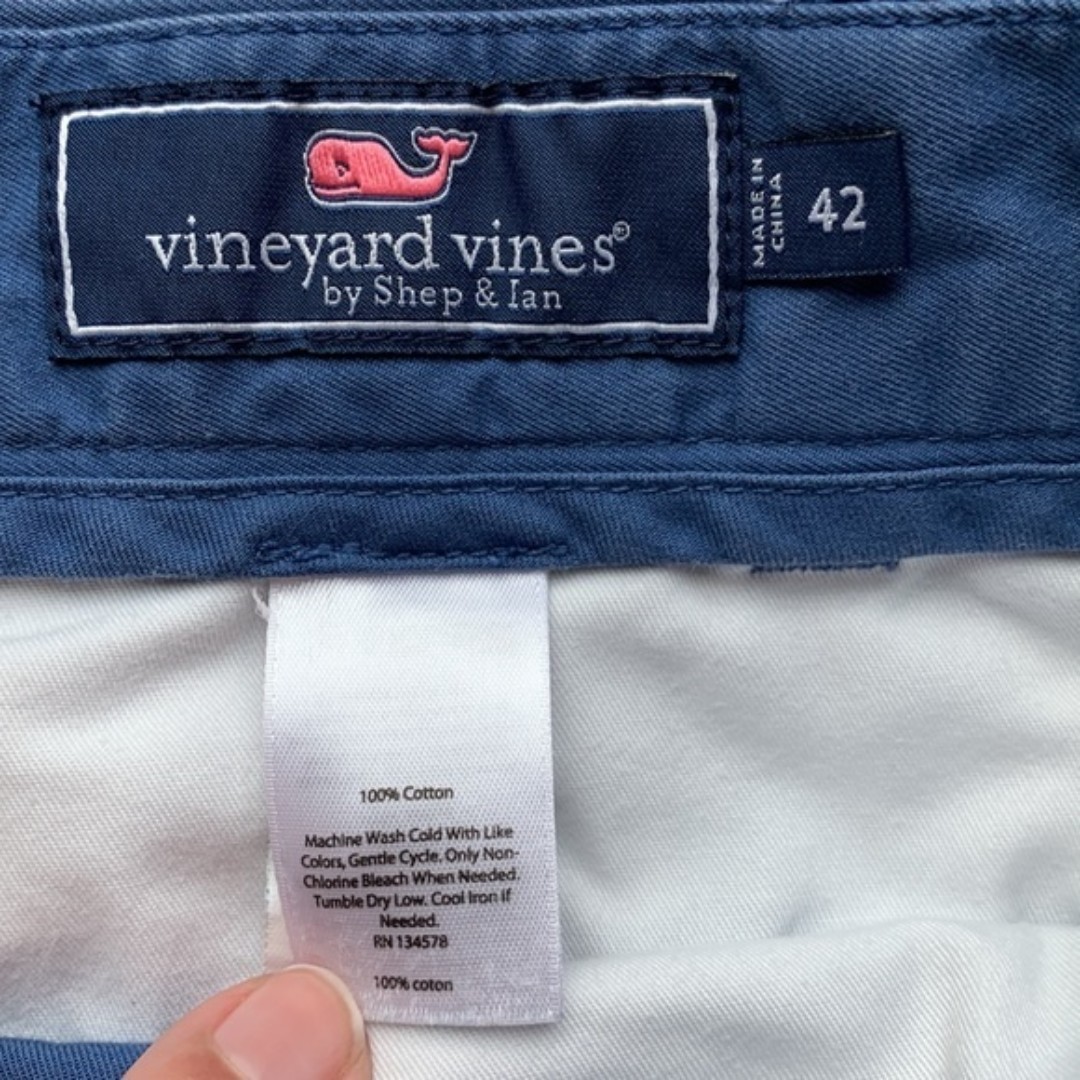 vineyard vines®
by Shep & Ian
MADE IN
CHINA
42
100% Cotton
Machine Wash Cold With Like
Colors, Gentle Cycle. Only Non-
Chlorine Bleach When Needed.
Tumble Dry Low. Cool Iron If
Needed.
RN 134578
100% coton